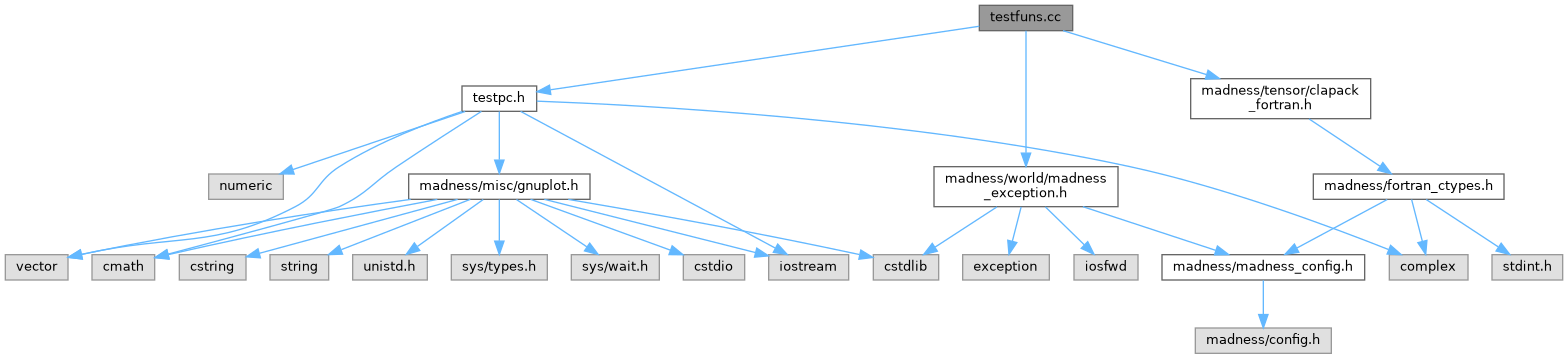 testfuns.cc
madness/tensor/clapack
_fortran.h
testpc.h
numeric
madness/misc/gnuplot.h
madness/world/madness
_exception.h
madness/fortran_ctypes.h
vector
cmath
cstring
string
unistd.h
sys/types.h
sys/wait.h
cstdio
iostream
cstdlib
exception
iosfwd
madness/madness_config.h
complex
stdint.h
madness/config.h